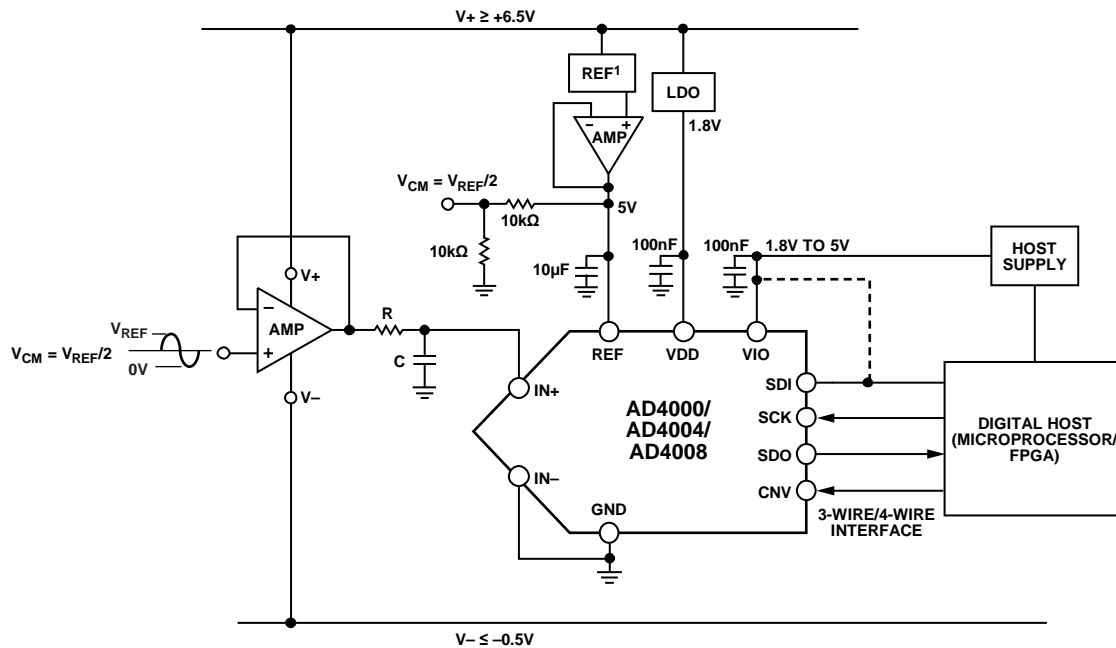 V+ ≥ +6.5V
REF1
LDO
1.8V
AMP
− +
VCM = VREF/2
10kΩ
5V
10kΩ
10µF
100nF
100nF
1.8V TO 5V
HOST
SUPPLY
V+
−
AMP
+
R
C
VREF
VCM = VREF/2
0V
V−
REF
VDD
VIO
IN+
IN−
AD4000/
AD4004/
AD4008
GND
SDI
SCK
SDO
CNV
3-WIRE/4-WIRE
INTERFACE
DIGITAL HOST
(MICROPROCESSOR/
FPGA)
V− ≤ −0.5V